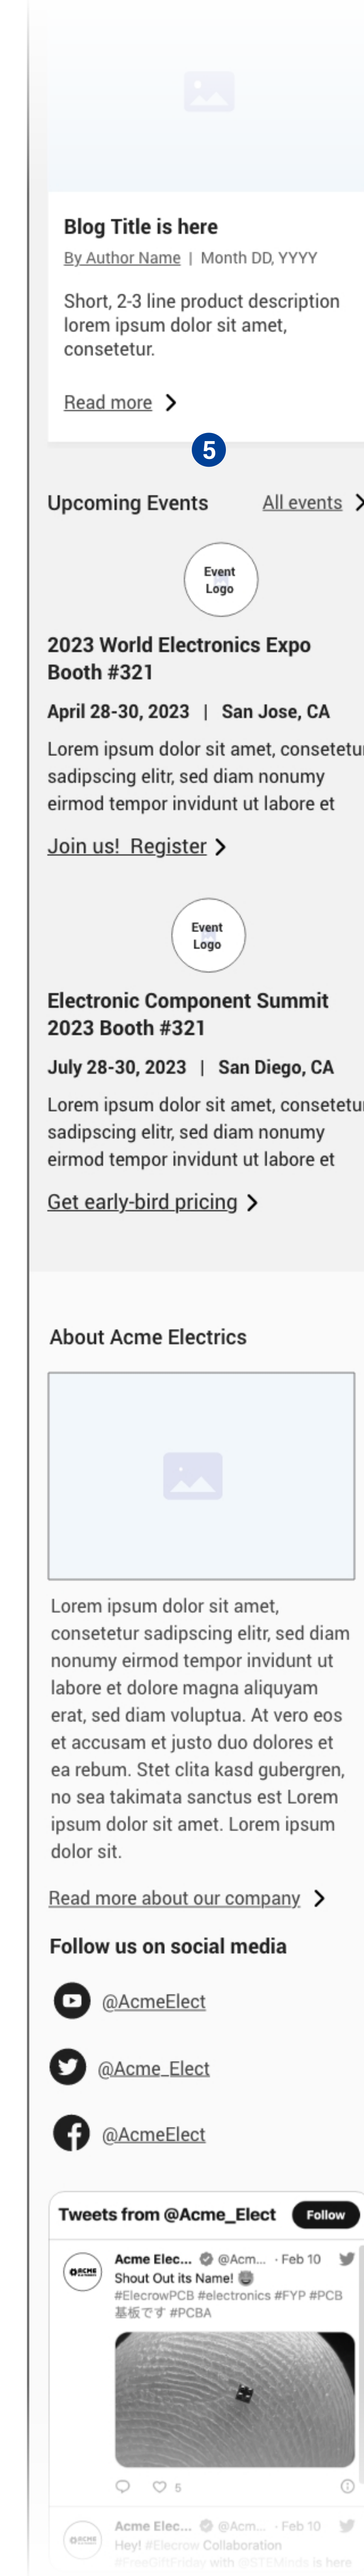 Blog Title is here
By Author Name | Month DD, YYYY
Short, 2-3 line product description
lorem ipsum dolor sit amet,
consetetur.
Read more
5
Upcoming Events All events
Event
Logo
2023 World Electronics Expo
Booth #321
April 28-30, 2023 | San Jose, CA
Lorem ipsum dolor sit amet, consetetur
sadipscing elitr, sed diam nonumy
eirmod tempor invidunt ut labore et
Join us! Register
Event
Logo
Electronic Component Summit
2023 Booth #321
July 28-30, 2023 | San Diego, CA
Lorem ipsum dolor sit amet, consetetur
sadipscing elitr, sed diam nonumy
eirmod tempor invidunt ut labore et
Get early-bird pricing
About Acme Electrics
Lorem ipsum dolor sit amet,
consetetur sadipscing elitr, sed diam
nonumy eirmod tempor invidunt ut
labore et dolore magna aliquyam
erat, sed diam voluptua. At vero eos
et accusam et justo duo dolores et
ea rebum. Stet clita kasd gubergren,
no sea takimata sanctus est Lorem
ipsum dolor sit amet. Lorem ipsum
dolor sit.
Read more about our company
Follow us on social media
@AcmeElect
@Acme_Elect
@AcmeElect
Tweets from @Acme_Elect Follow
ACME
Acme Elec... @Acm... · Feb 10
Shout Out its Name!
#ElecrowPCB #electronics #FYP #PCB
基板です #PCBA
5
ACME
Acme Elec... @Acm... · Feb 10
Hey! #Elecrow Collaboration
#FreeGiftFriday with @STEMinds is here.